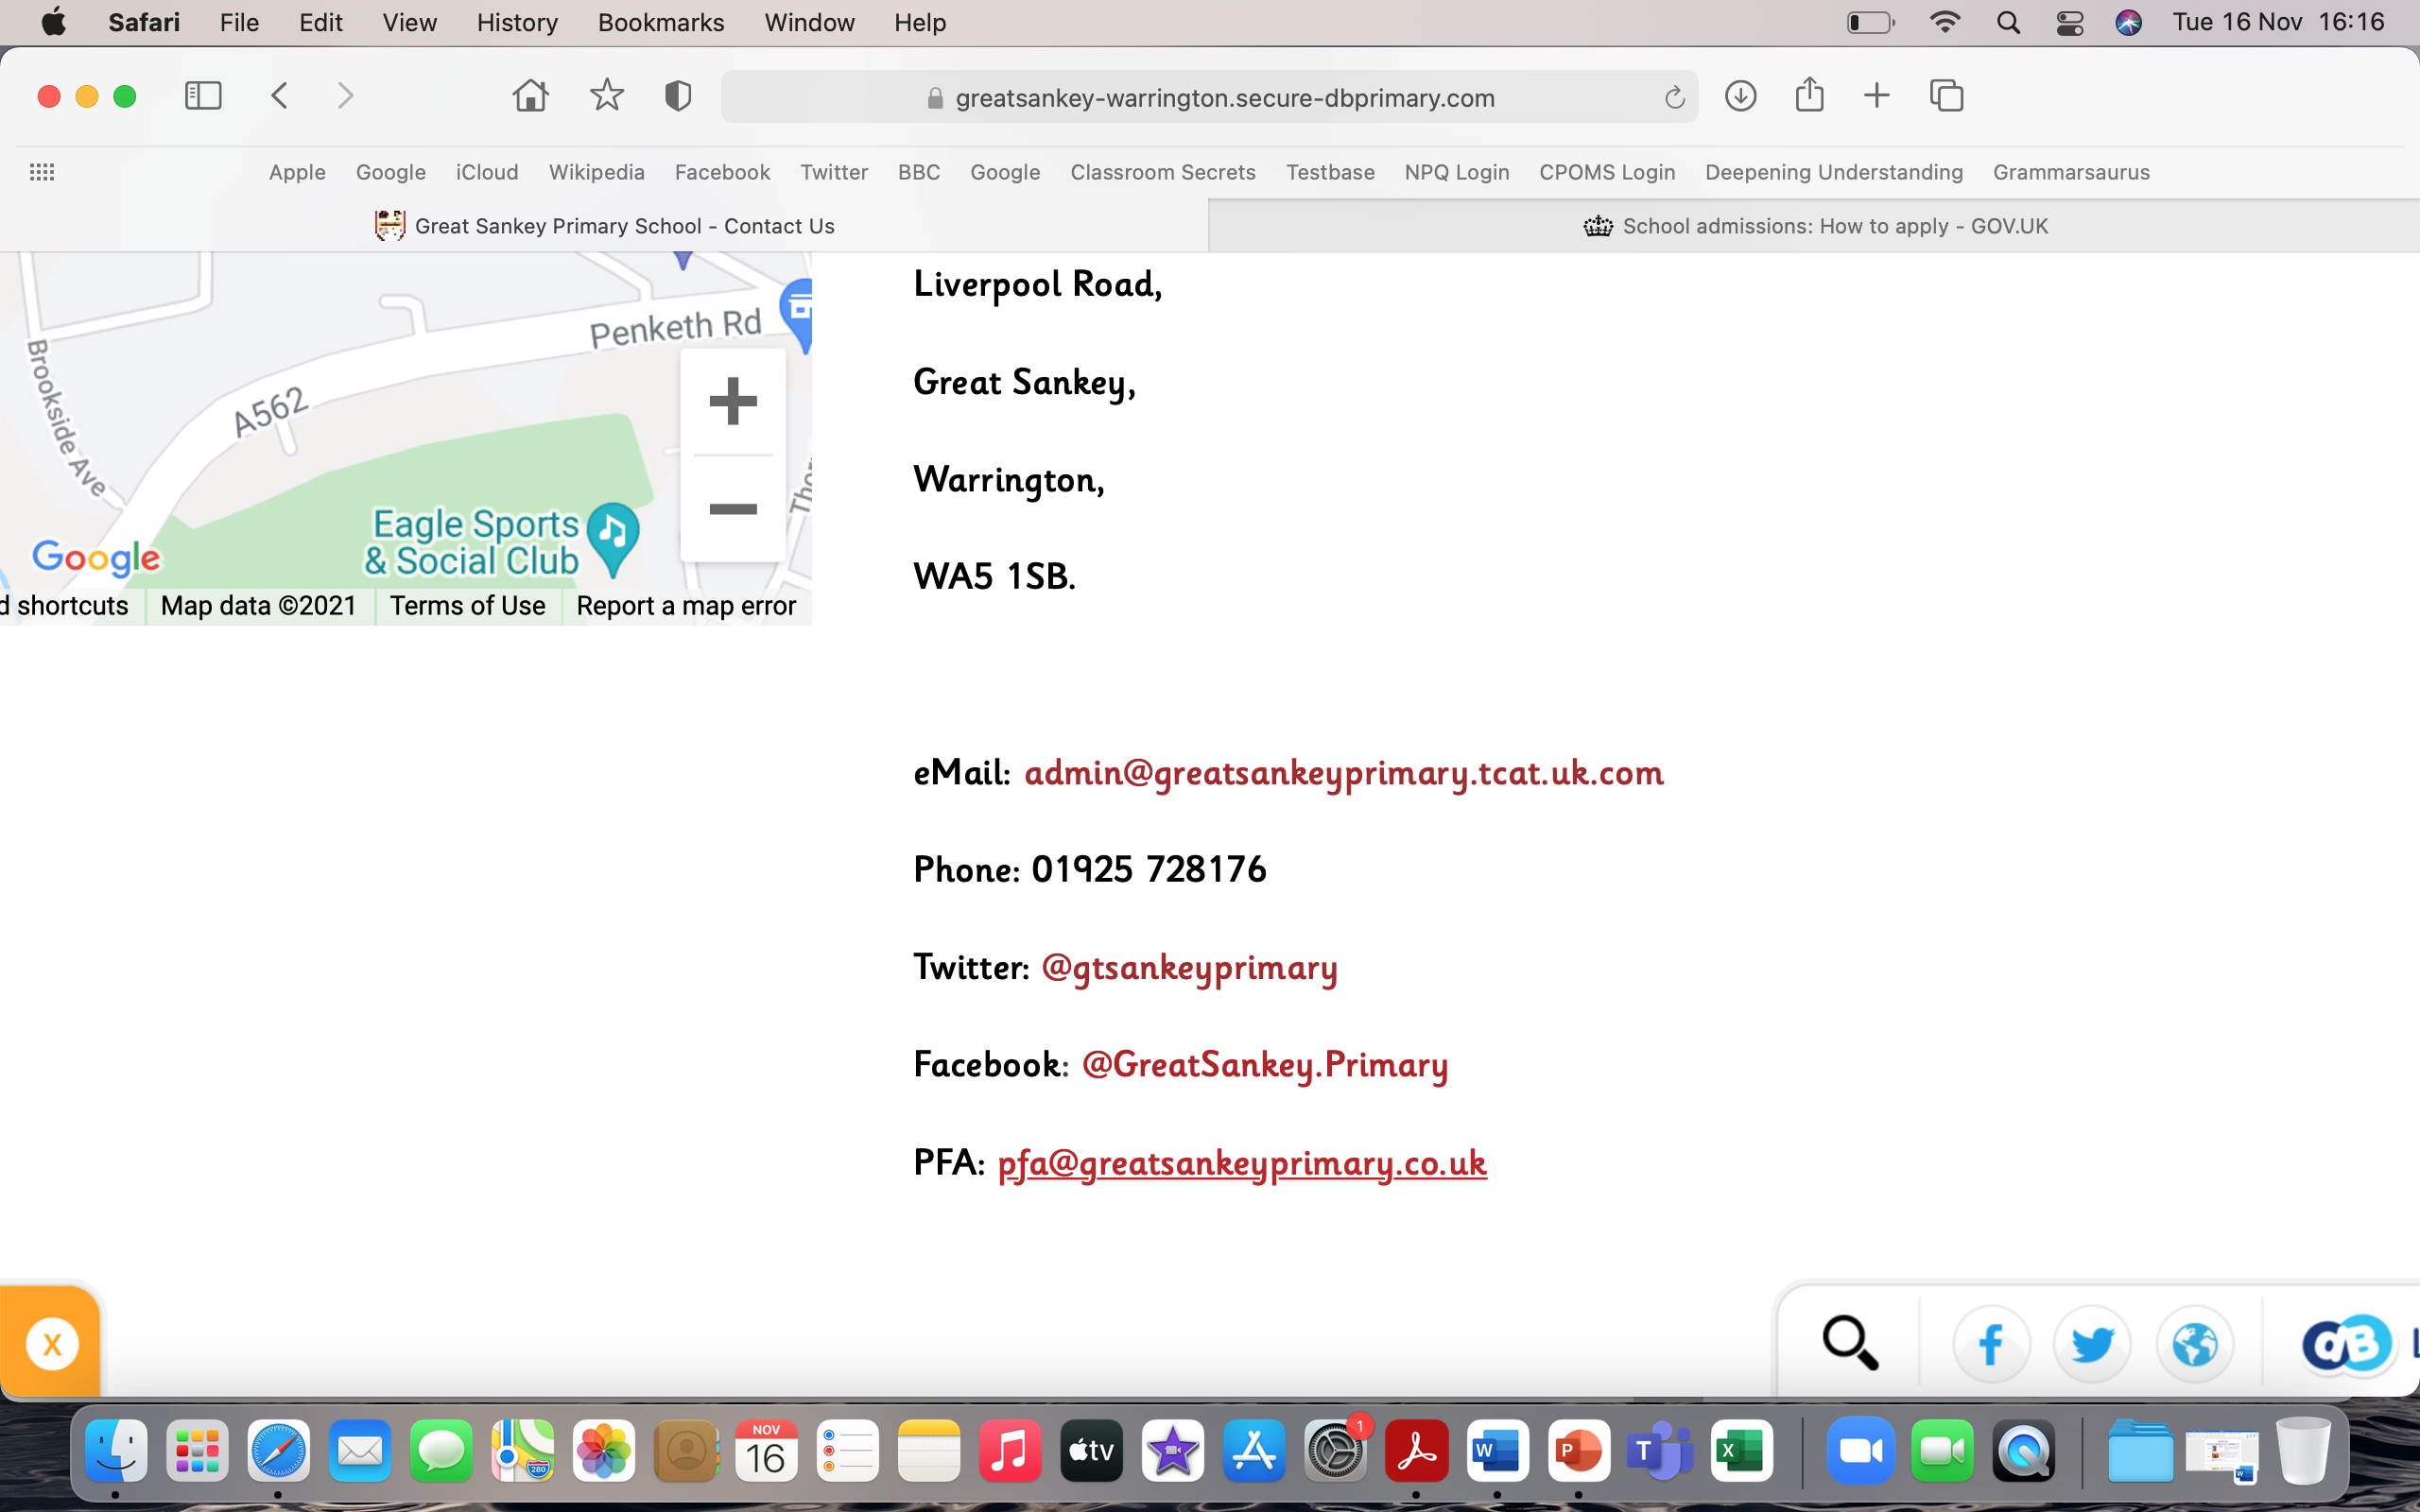 Safari File Edit View History Bookmarks Window Help Tue 16 Nov 16:16
greatsankey-warrington.secure-dbprimary.com
Apple Google iCloud Wikipedia Facebook Twitter BBC Google Classroom Secrets Testbase NPQ Login CPOMS Login Deepening Understanding Grammarsaurus
Great Sankey Primary School - Contact Us
School admissions: How to apply - GOV.UK
Penketh Rd
Brookside Ave
A562
Eagle Sports
& Social Club
Google
shortcuts Map data ©2021 Terms of Use Report a map error
Liverpool Road,
Great Sankey,
Warrington,
WA5 1SB.
eMail: admin@greatsankeyprimary.tcat.uk.com
Phone: 01925 728176
Twitter: @gtsankeyprimary
Facebook: @GreatSankey.Primary
PFA: pfa@greatsankeyprimary.co.uk
X
dB
NOV
16
280
tv
1
W
P
T
X